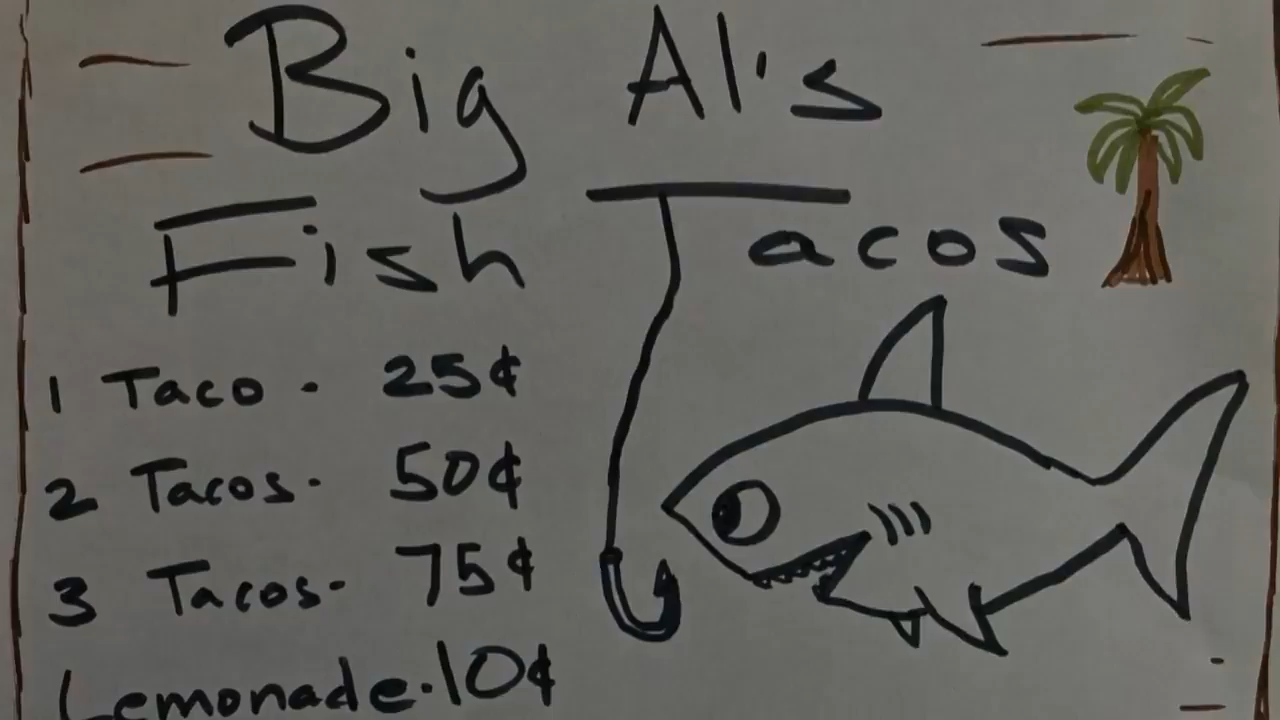 Big Al's
Fish Tacos
1 Taco - 25¢
2 Tacos - 50¢
3 Tacos - 75¢
Lemonade - 10¢